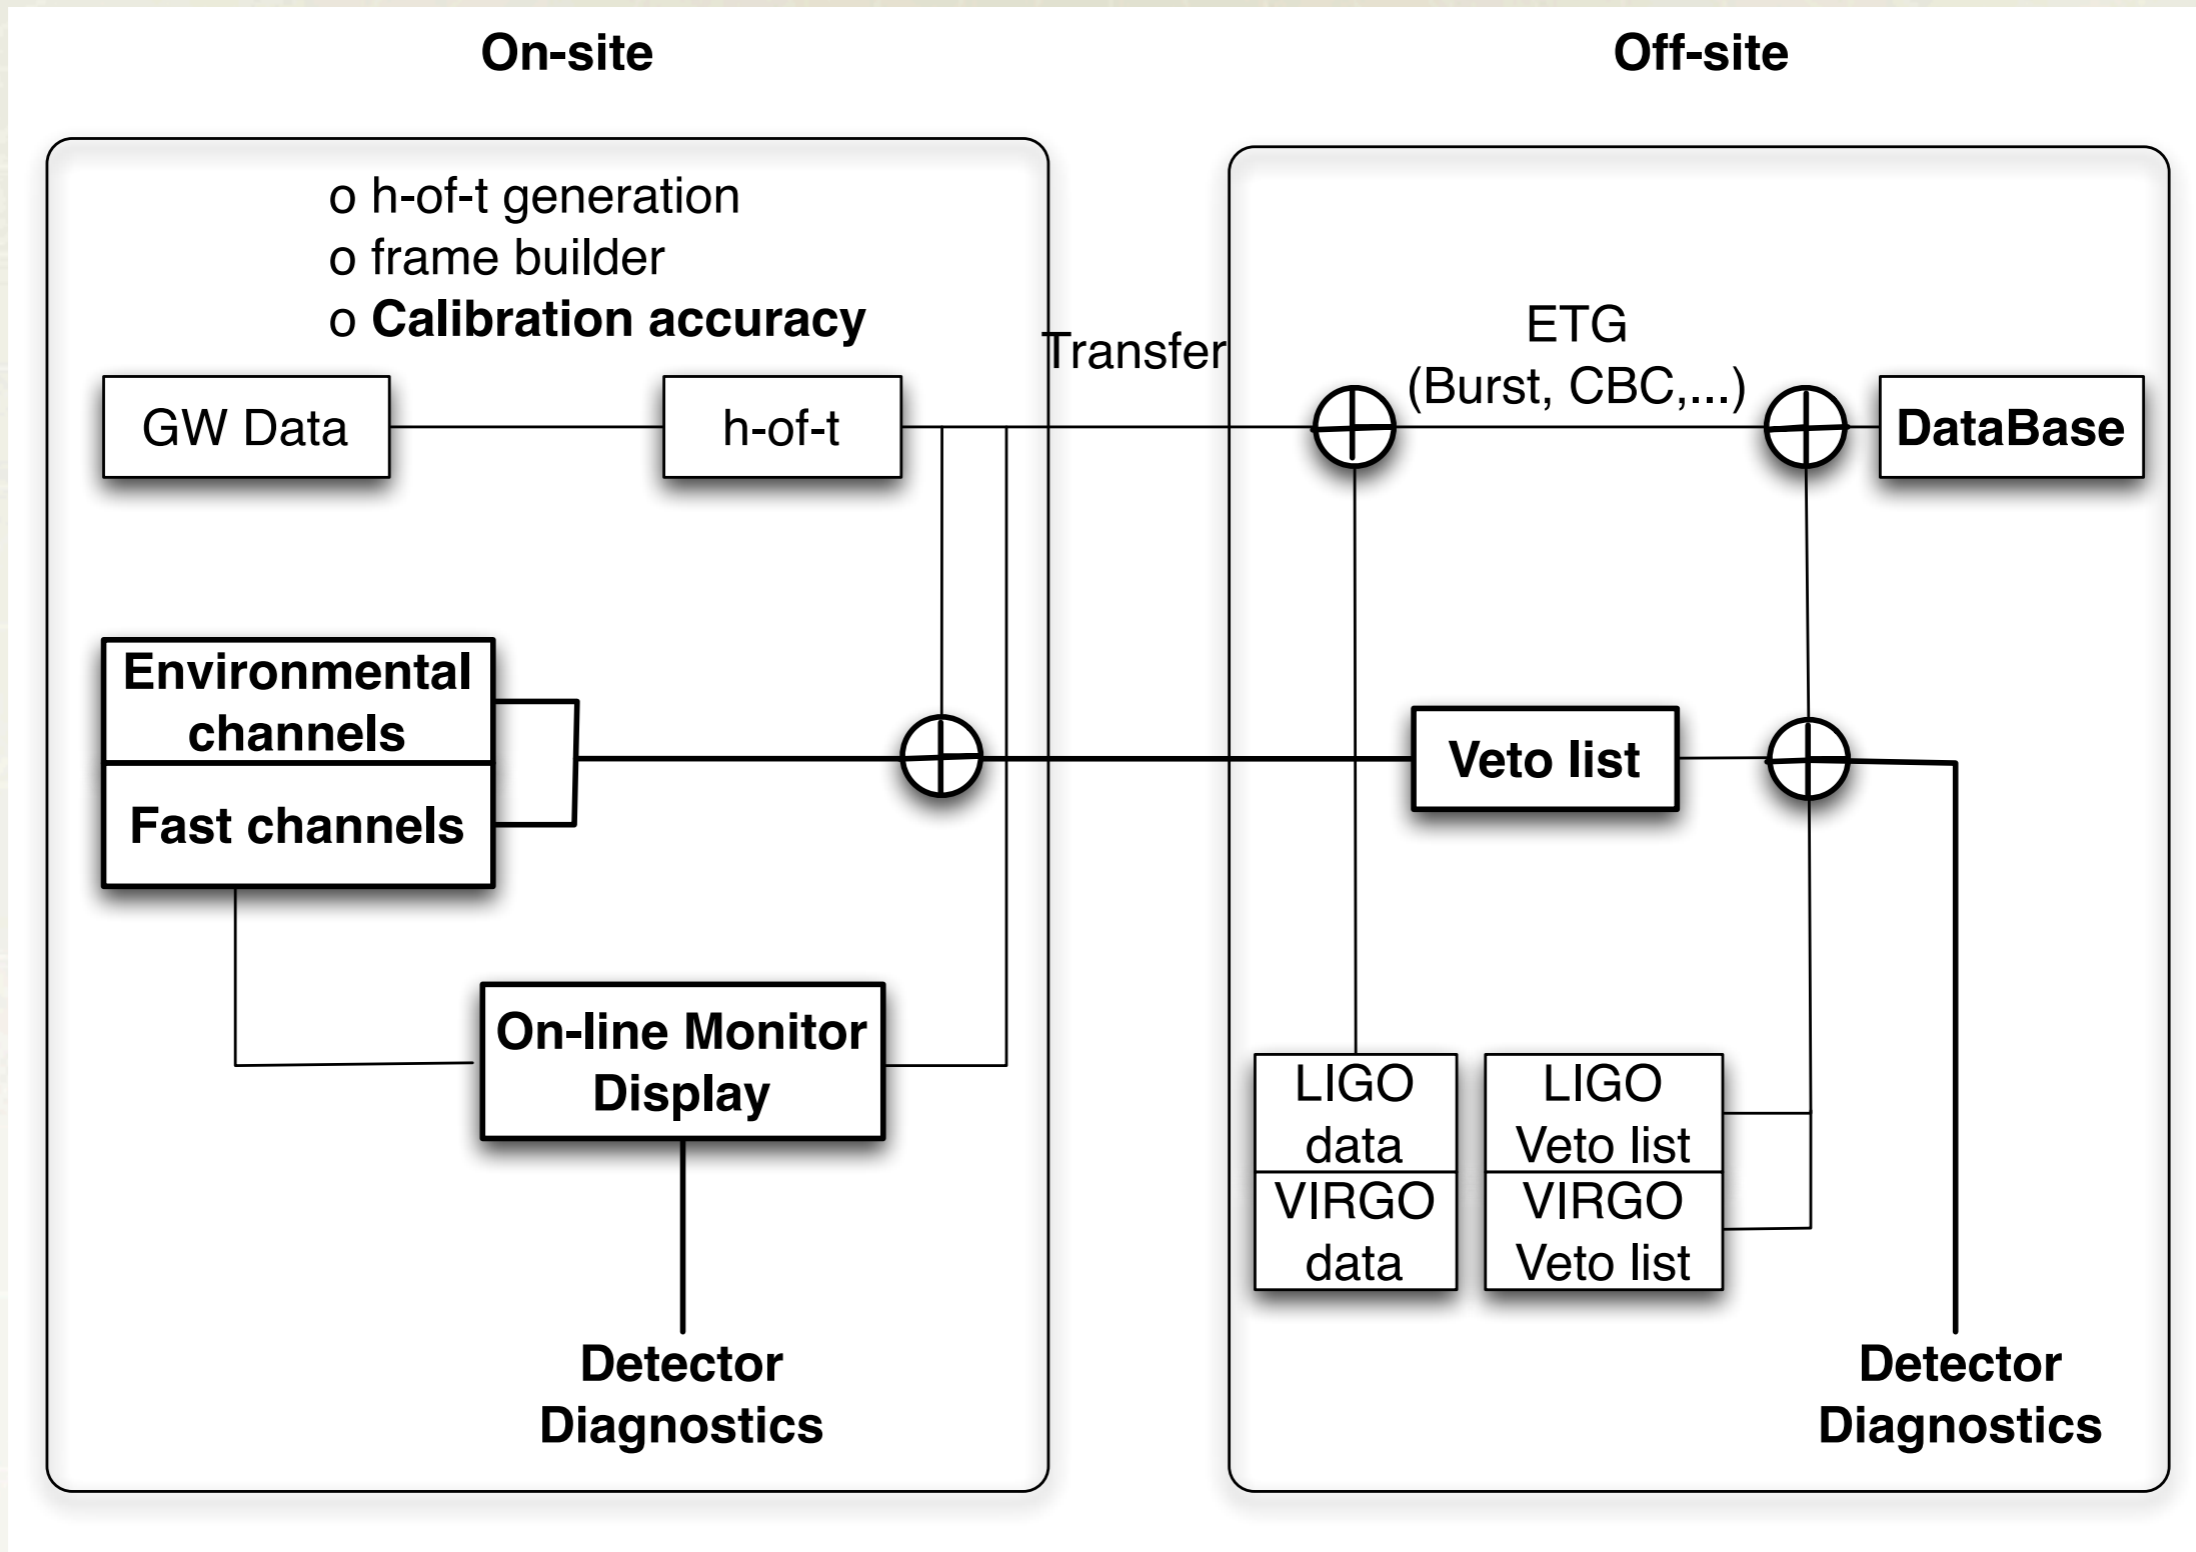 On-site
Off-site
o h-of-t generation
o frame builder
o Calibration accuracy
Transfer
ETG
(Burst, CBC,...)
GW Data
h-of-t
DataBase
Environmental
channels
Fast channels
Veto list
On-line Monitor
Display
LIGO
data
VIRGO
data
LIGO
Veto list
VIRGO
Veto list
Detector
Diagnostics
Detector
Diagnostics